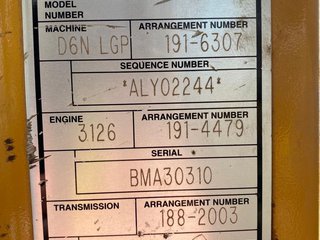 MODEL
NUMBER
MACHINE ARRANGEMENT NUMBER
D6N LGP 191-6307
SEQUENCE NUMBER
*ALY02244*
ENGINE ARRANGEMENT NUMBER
3126 191-4479
SERIAL
BMA30310
TRANSMISSION ARRANGEMENT NUMBER
188-2003